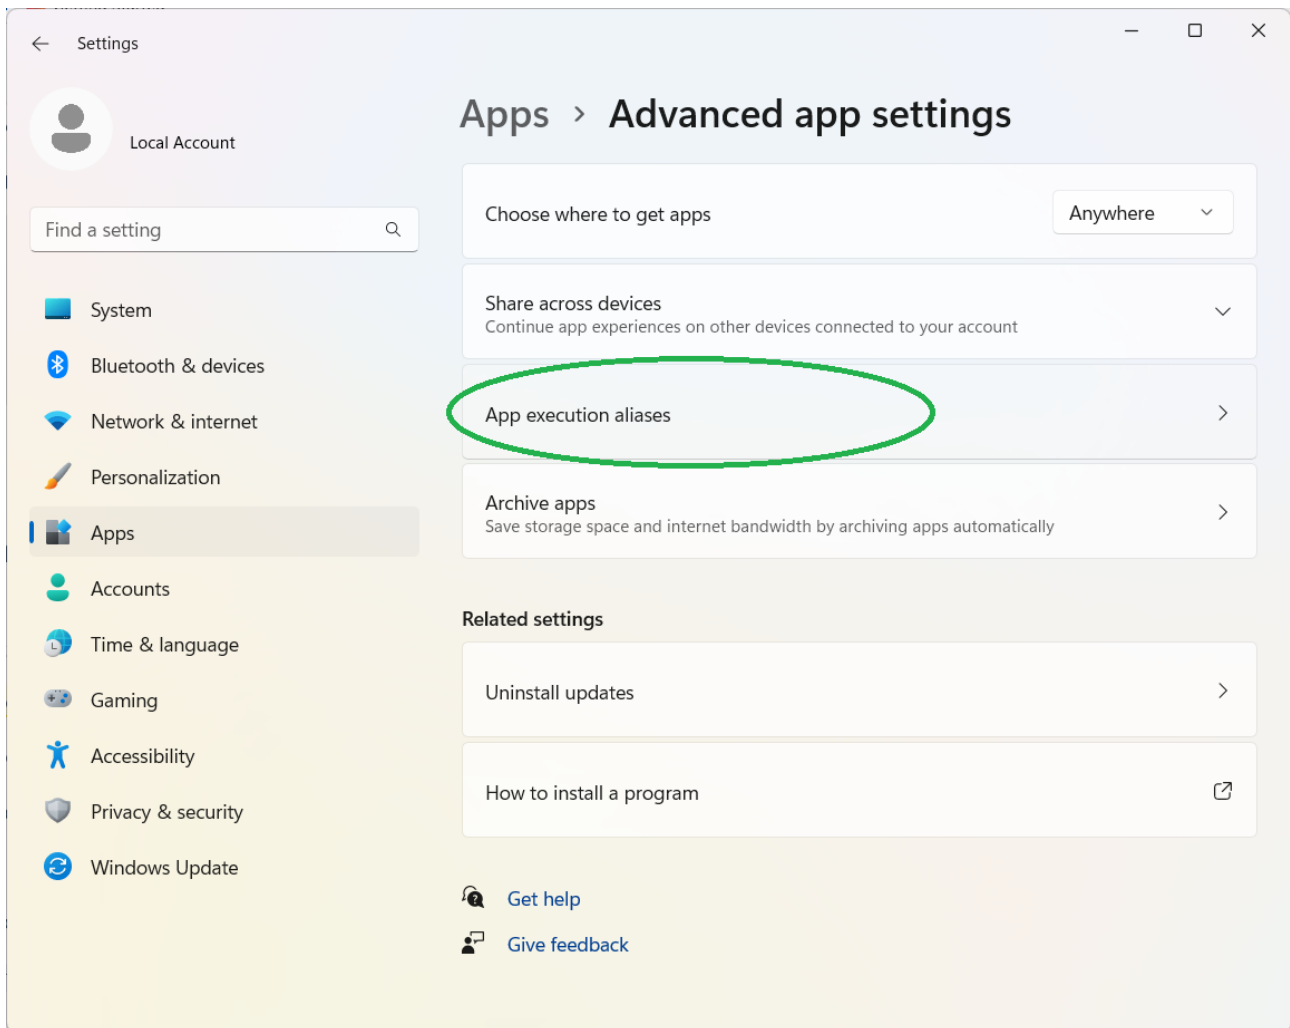 Settings
Local Account
Find a setting
System
Bluetooth & devices
Network & internet
Personalization
Apps
Accounts
Time & language
Gaming
Accessibility
Privacy & security
Windows Update
Apps > Advanced app settings
Choose where to get apps
Anywhere
Share across devices
Continue app experiences on other devices connected to your account
App execution aliases
Archive apps
Save storage space and internet bandwidth by archiving apps automatically
Related settings
Uninstall updates
How to install a program
Get help
Give feedback